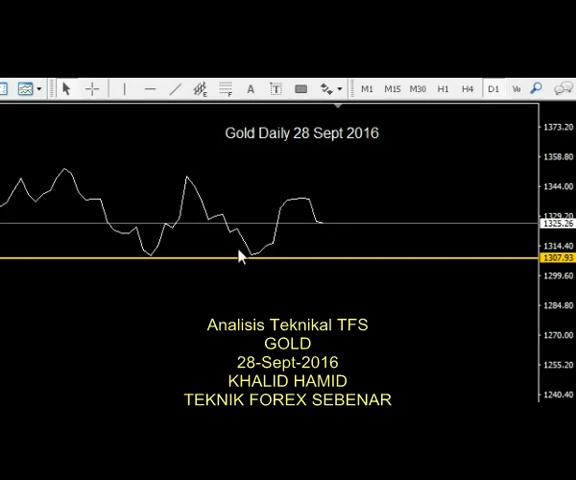 E
F
A
T
M1 M15 M30 H1 H4 D1
Gold Daily 28 Sept 2016
1373.20
1358.80
1344.00
1329.20
1325.26
1314.40
1307.93
1299.60
1284.80
1270.00
1255.20
1240.40
Analisis Teknikal TFS
GOLD
28-Sept-2016
KHALID HAMID
TEKNIK FOREX SEBENAR